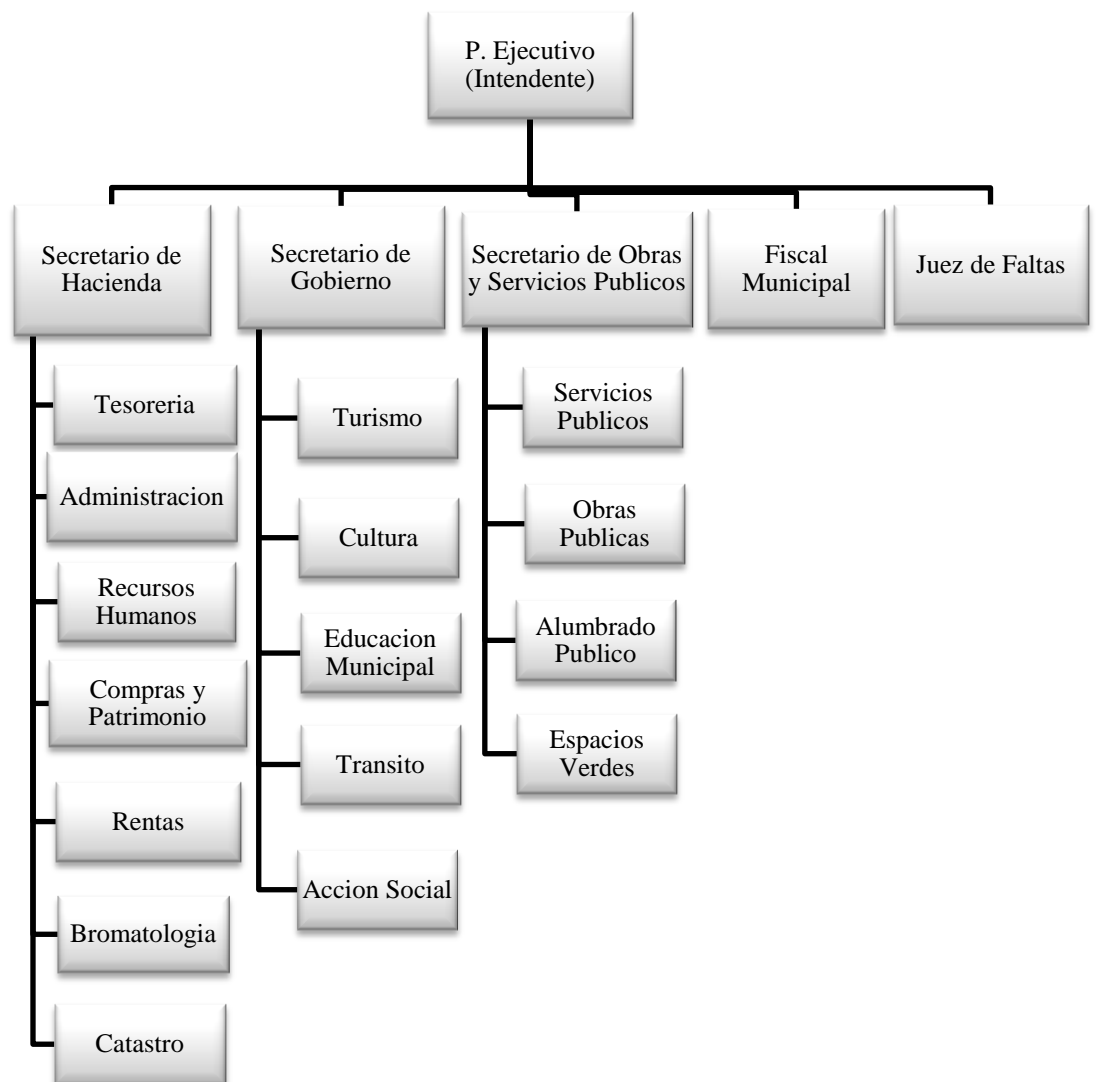 P. Ejecutivo
(Intendente)
Secretario de
Hacienda
Secretario de
Gobierno
Secretario de Obras
y Servicios Publicos
Fiscal
Municipal
Juez de Faltas
Tesoreria
Administracion
Recursos
Humanos
Compras y
Patrimonio
Rentas
Bromatologia
Catastro
Turismo
Cultura
Educacion
Municipal
Transito
Accion Social
Servicios
Publicos
Obras
Publicas
Alumbrado
Publico
Espacios
Verdes